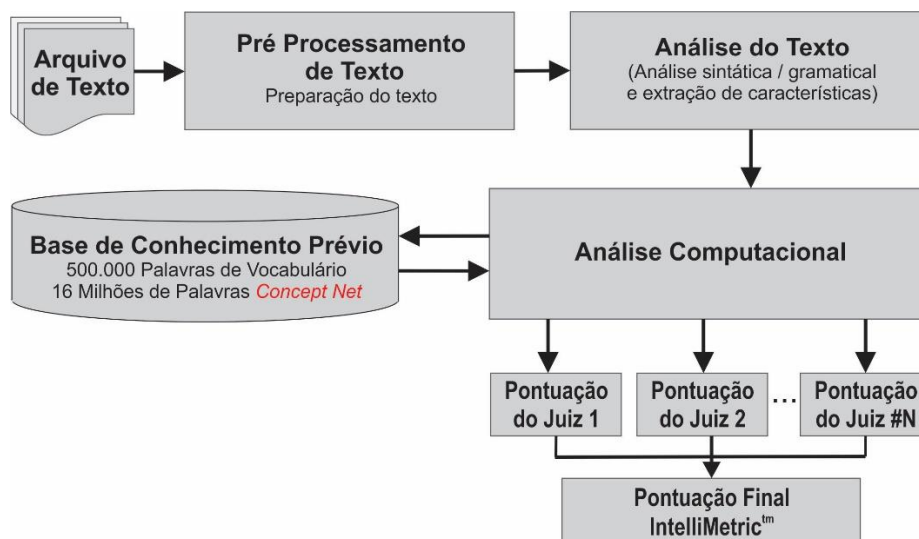 Arquivo
de Texto
Pré Processamento
de Texto
Preparação do texto
Análise do Texto
(Análise sintática / gramatical
e extração de características)
Base de Conhecimento Prévio
500.000 Palavras de Vocabulário
16 Milhões de Palavras Concept Net
Análise Computacional
Pontuação
do Juiz 1
Pontuação
do Juiz 2
...
Pontuação
do Juiz #N
Pontuação Final
IntelliMetric™